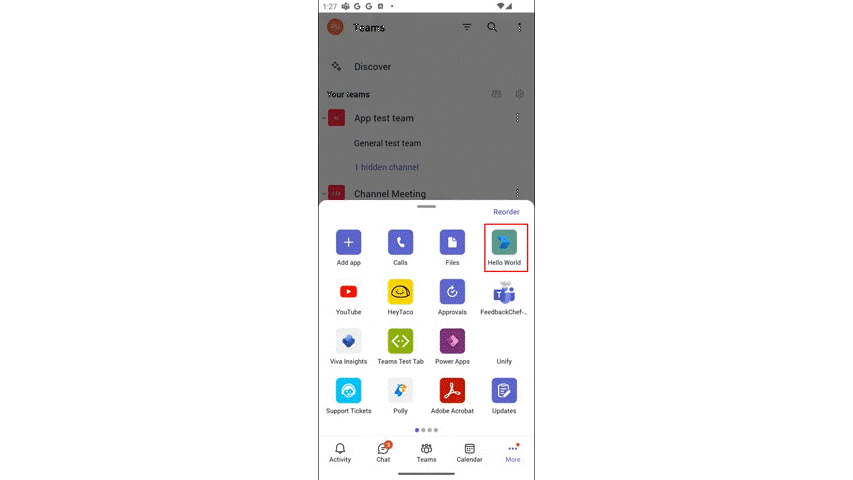 1:27
PU Teams
Discover
Your teams
App test team
General test team
1 hidden channel
CM Channel Meeting
Reorder
Add app Calls Files Hello World
YouTube HeyTaco Approvals FeedbackChef-...
Viva Insights Teams Test Tab Power Apps Unify
Support Tickets Polly Adobe Acrobat Updates
Activity Chat Teams Calendar More